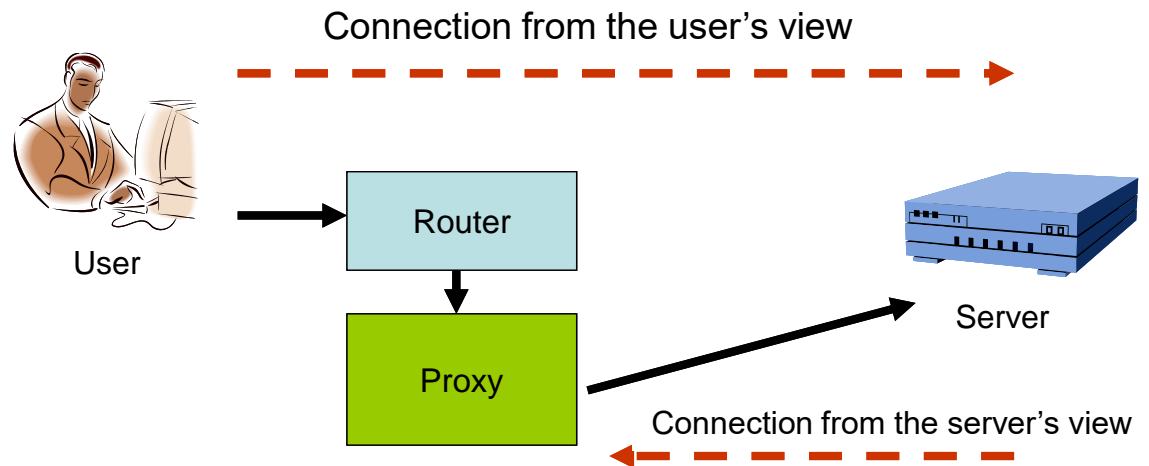 Connection from the user’s view
User
Router
Proxy
Server
Connection from the server’s view